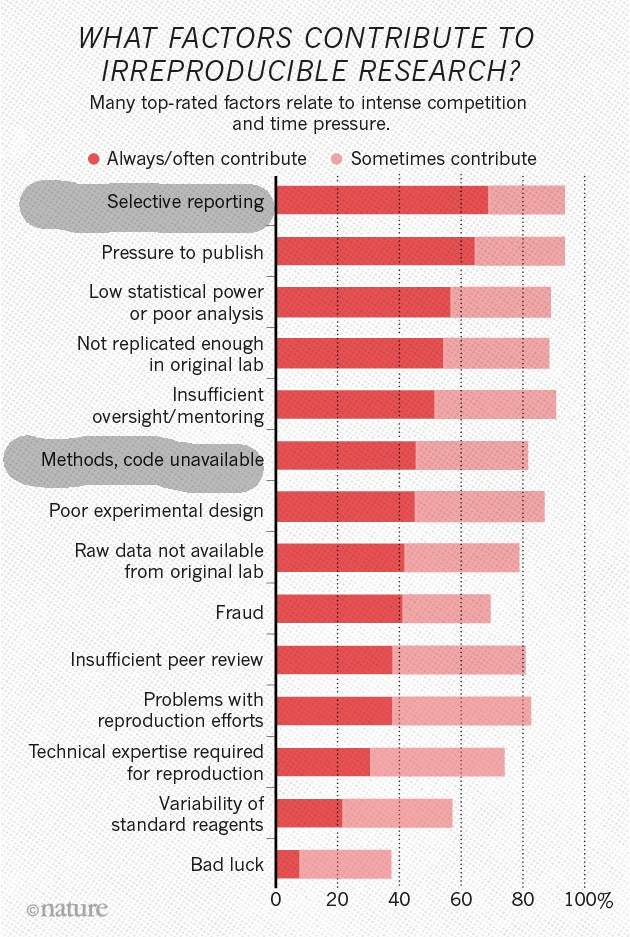 WHAT FACTORS CONTRIBUTE TO
IRREPRODUCIBLE RESEARCH?
Many top-rated factors relate to intense competition
and time pressure.
Always/often contribute
Sometimes contribute
Selective reporting
Pressure to publish
Low statistical power
or poor analysis
Not replicated enough
in original lab
Insufficient
oversight/mentoring
Methods, code unavailable
Poor experimental design
Raw data not available
from original lab
Fraud
Insufficient peer review
Problems with
reproduction efforts
Technical expertise required
for reproduction
Variability of
standard reagents
Bad luck
0 20 40 60 80 100%
©nature